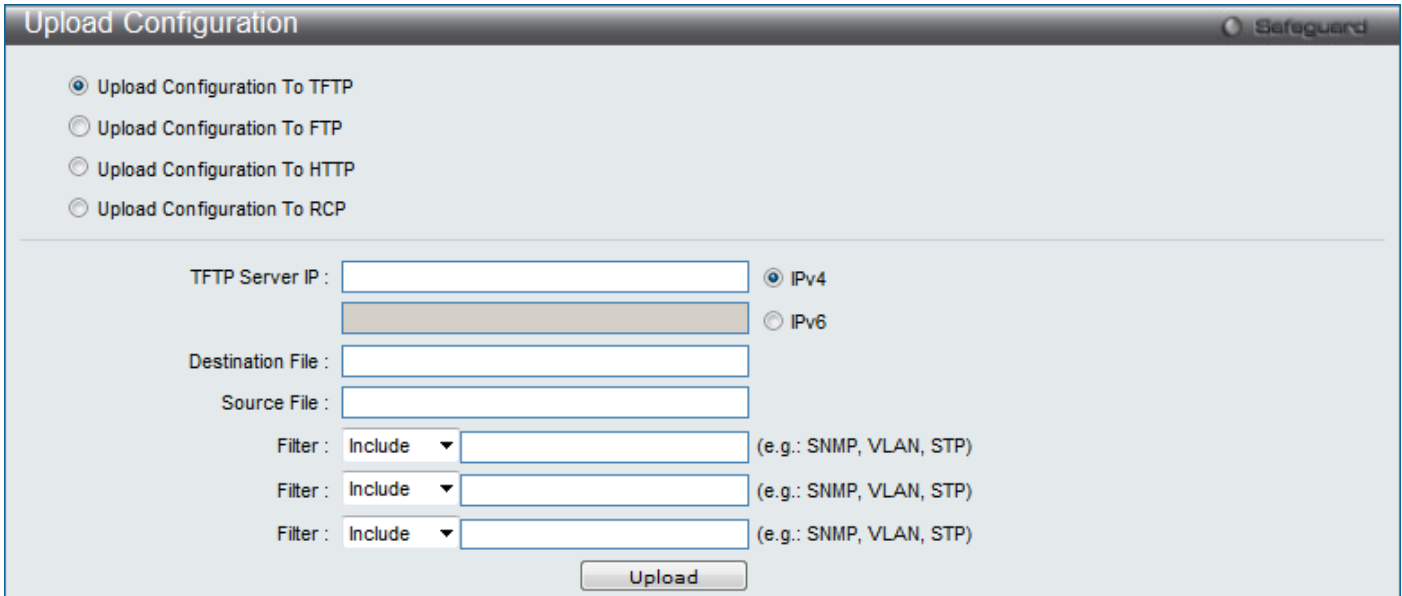 Upload Configuration
Safeguard
Upload Configuration To TFTP
Upload Configuration To FTP
Upload Configuration To HTTP
Upload Configuration To RCP
TFTP Server IP : IPv4
IPv6
Destination File :
Source File :
Filter : Include (e.g.: SNMP, VLAN, STP)
Filter : Include (e.g.: SNMP, VLAN, STP)
Filter : Include (e.g.: SNMP, VLAN, STP)
Upload